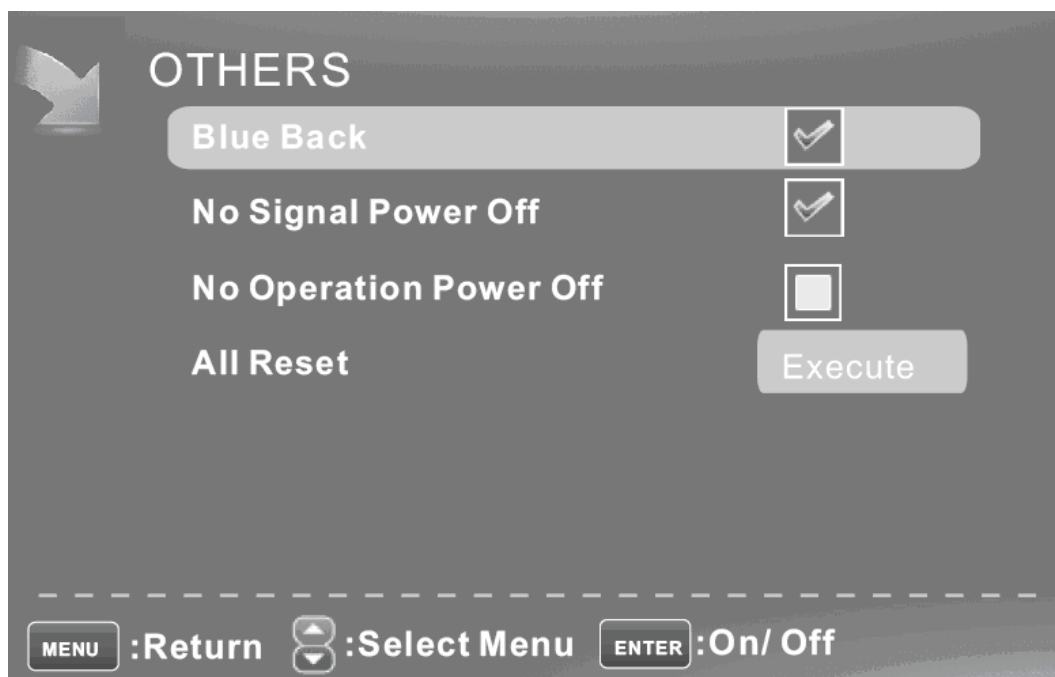 OTHERS
Blue Back
No Signal Power Off
No Operation Power Off
All Reset Execute
MENU :Return :Select Menu ENTER :On/ Off